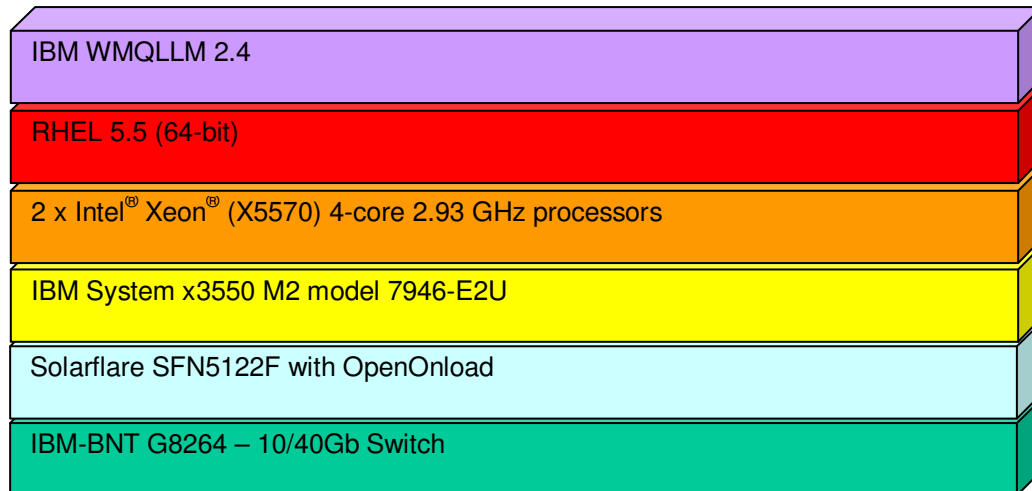 IBM WMQLLM 2.4
RHEL 5.5 (64-bit)
2 x Intel® Xeon® (X5570) 4-core 2.93 GHz processors
IBM System x3550 M2 model 7946-E2U
Solarflare SFN5122F with OpenOnload
IBM-BNT G8264 – 10/40Gb Switch